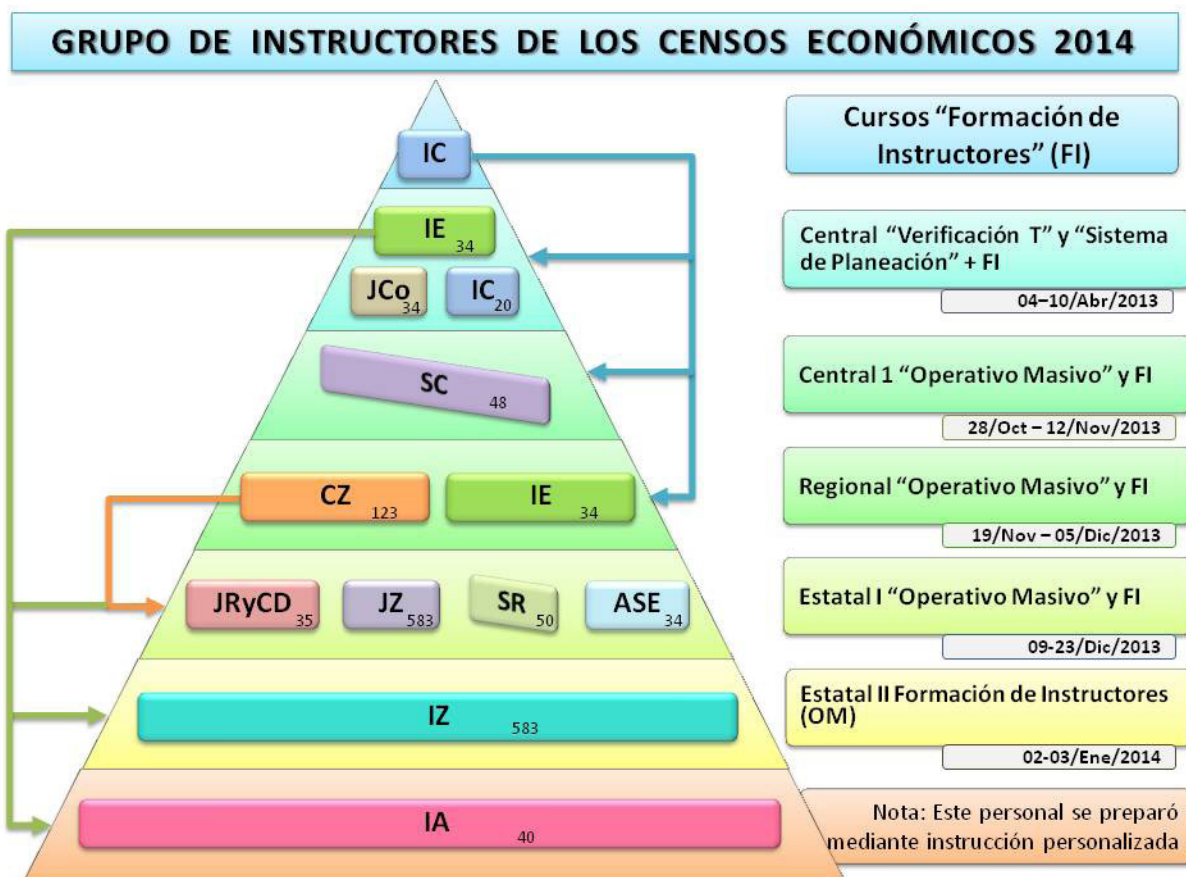 GRUPO DE INSTRUCTORES DE LOS CENSOS ECONÓMICOS 2014
Cursos “Formación de
Instructores” (FI)
IC
IE
34
JCo
34
IC
20
Central “Verificación T” y “Sistema
de Planeación” + FI
04–10/Abr/2013
SC
48
Central 1 “Operativo Masivo” y FI
28/Oct – 12/Nov/2013
CZ
123
IE
34
Regional “Operativo Masivo” y FI
19/Nov – 05/Dic/2013
JRyCD
35
JZ
583
SR
50
ASE
34
Estatal I “Operativo Masivo” y FI
09-23/Dic/2013
IZ
583
Estatal II Formación de Instructores
(OM)
02-03/Ene/2014
IA
40
Nota: Este personal se preparó
mediante instrucción personalizada